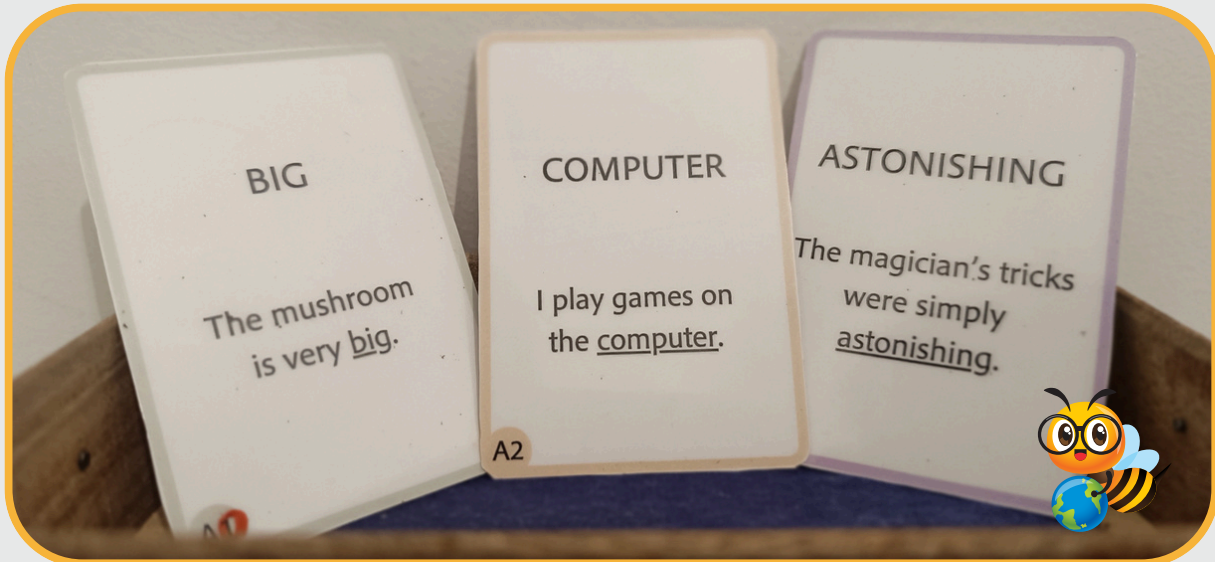 BIG
The mushroom
is very big.
A1
COMPUTER
I play games on
the computer.
A2
ASTONISHING
The magician's tricks
were simply
astonishing.